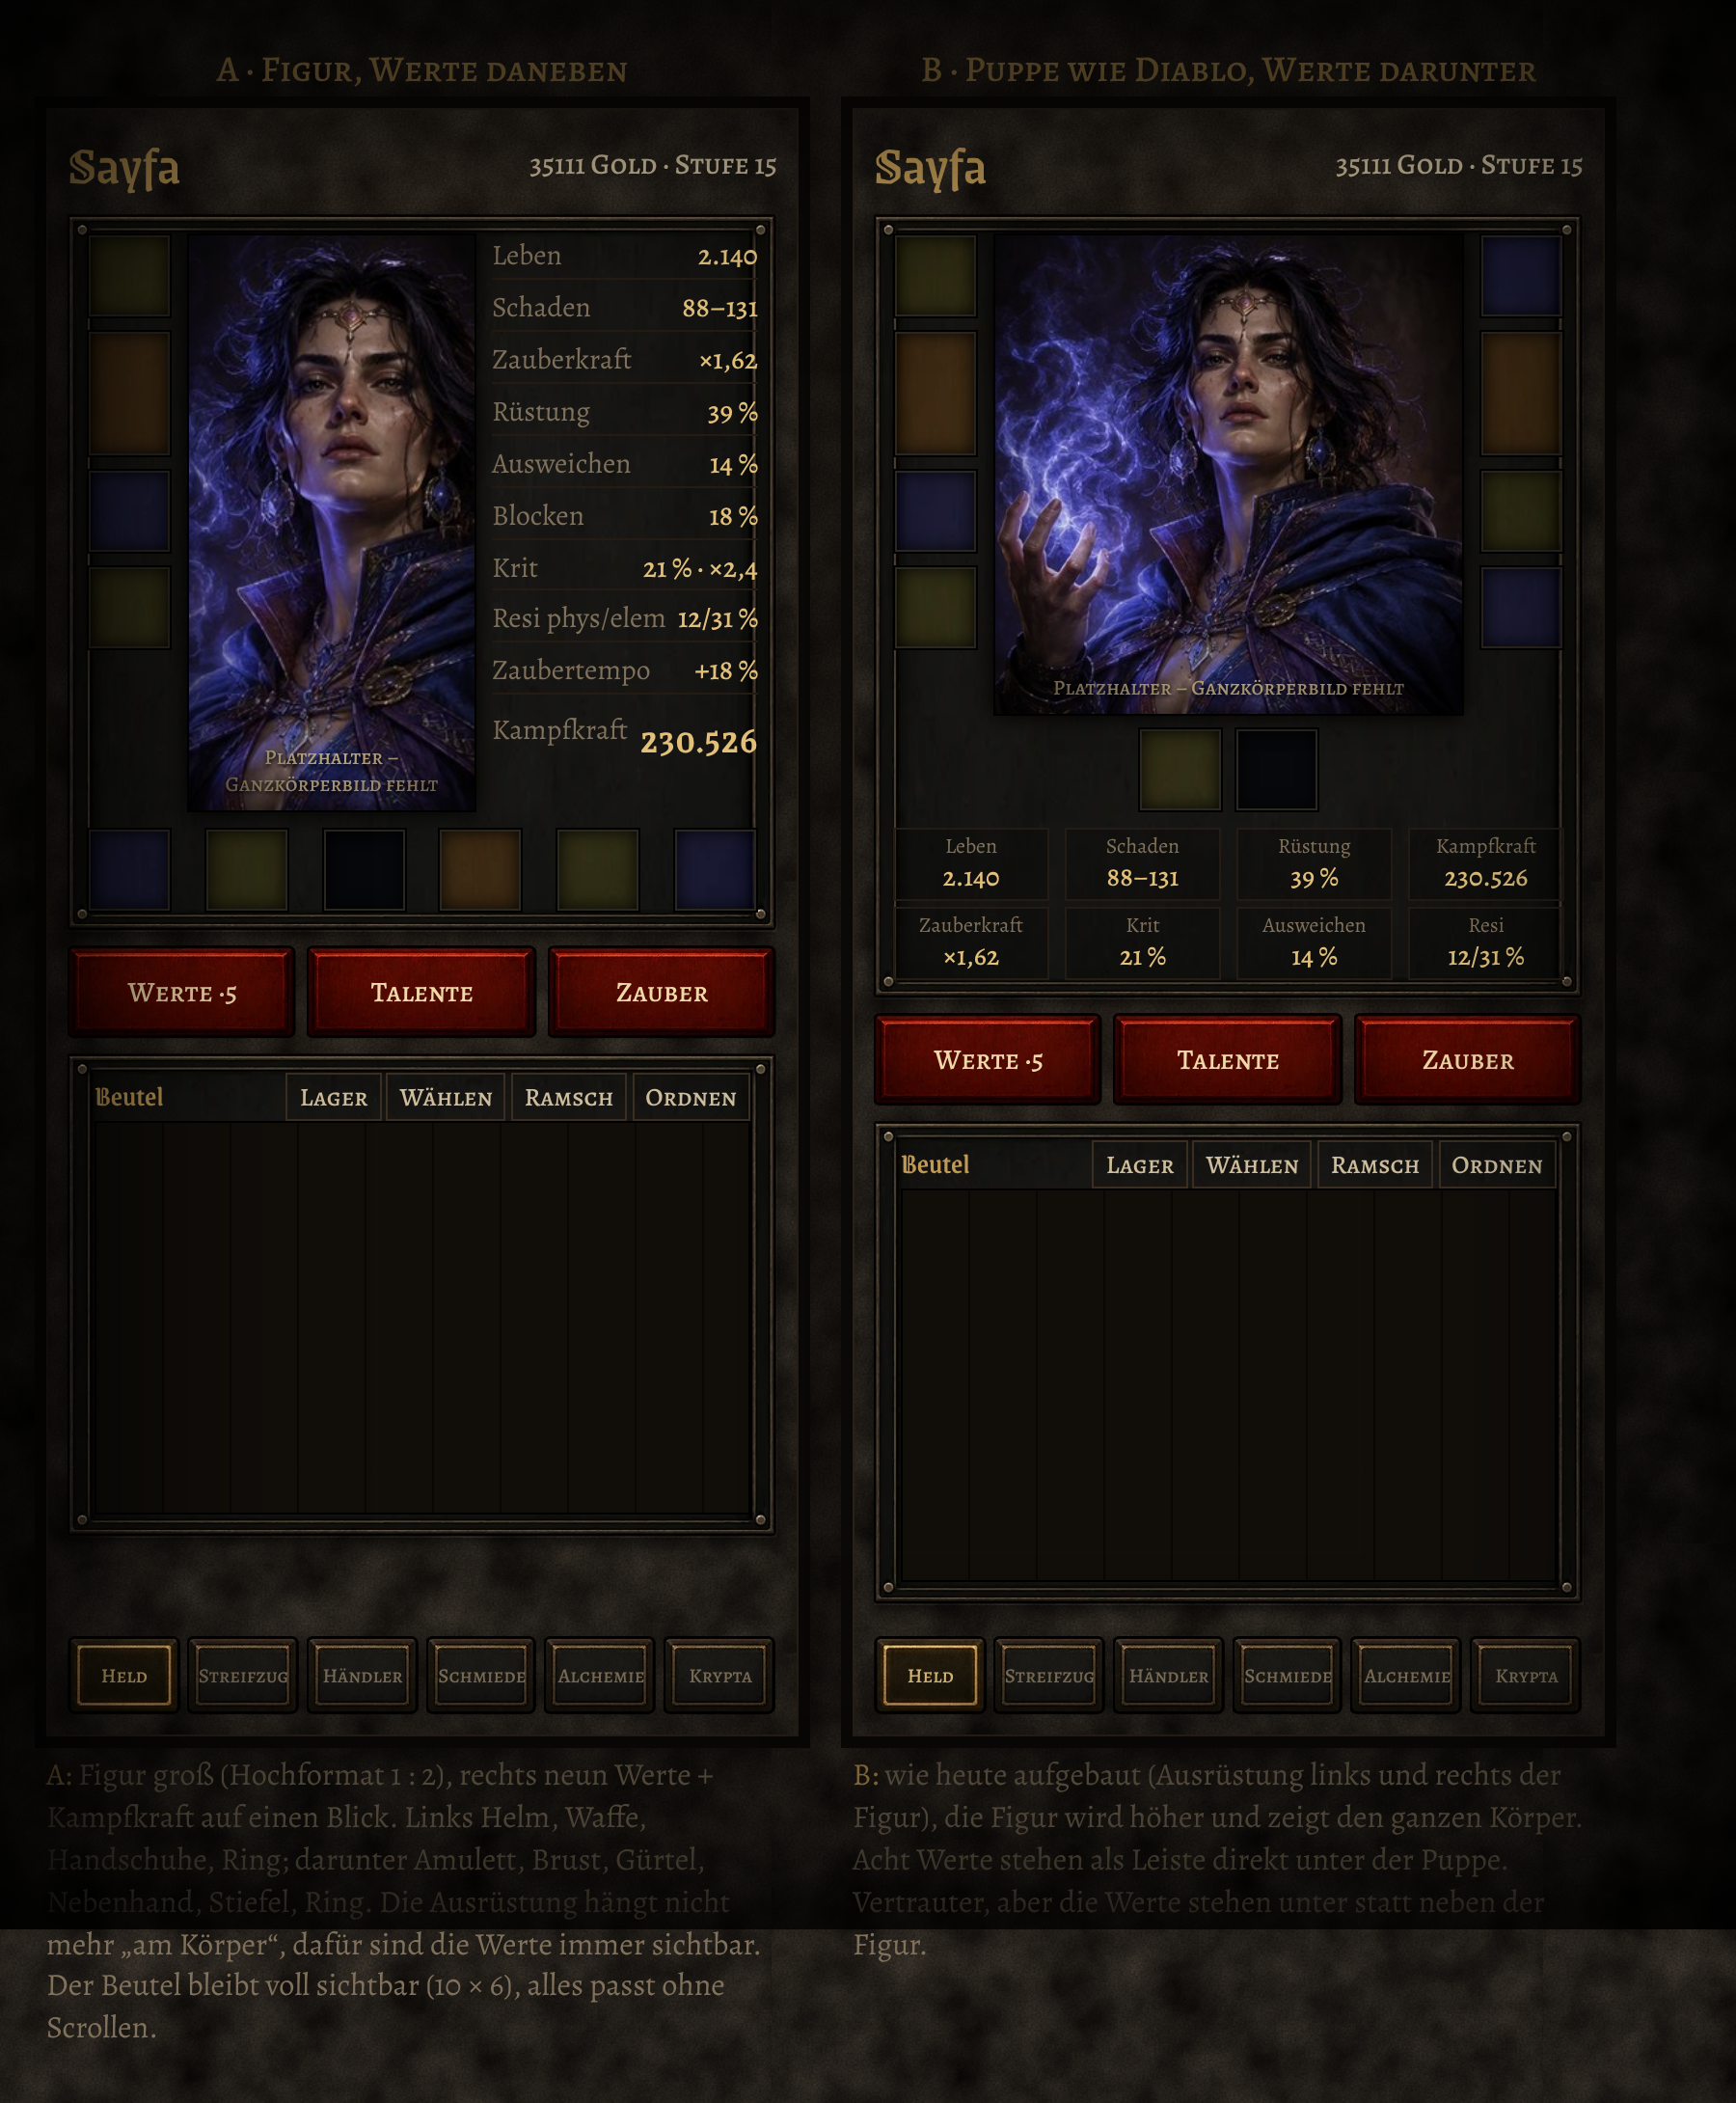 A · Figur, Werte daneben
Sayfa
35111 Gold · Stufe 15
Leben 2.140
Schaden 88–131
Zauberkraft ×1,62
Rüstung 39 %
Ausweichen 14 %
Blocken 18 %
Krit 21 % · ×2,4
Resi phys/elem 12/31 %
Zaubertempo +18 %
Kampfkraft 230.526
Platzhalter –
Ganzkörperbild fehlt
Werte ·5
Talente
Zauber
Beutel
Lager
Wählen
Ramsch
Ordnen
Held
Streifzug
Händler
Schmiede
Alchemie
Krypta
A: Figur groß (Hochformat 1 : 2), rechts neun Werte +
Kampfkraft auf einen Blick. Links Helm, Waffe,
Handschuhe, Ring; darunter Amulett, Brust, Gürtel,
Nebenhand, Stiefel, Ring. Die Ausrüstung hängt nicht
mehr „am Körper“, dafür sind die Werte immer sichtbar.
Der Beutel bleibt voll sichtbar (10 × 6), alles passt ohne
Scrollen.
B · Puppe wie Diablo, Werte darunter
Sayfa
35111 Gold · Stufe 15
Platzhalter – Ganzkörperbild fehlt
Leben
2.140
Schaden
88–131
Rüstung
39 %
Kampfkraft
230.526
Zauberkraft
×1,62
Krit
21 %
Ausweichen
14 %
Resi
12/31 %
Werte ·5
Talente
Zauber
Beutel
Lager
Wählen
Ramsch
Ordnen
Held
Streifzug
Händler
Schmiede
Alchemie
Krypta
B: wie heute aufgebaut (Ausrüstung links und rechts der
Figur), die Figur wird höher und zeigt den ganzen Körper.
Acht Werte stehen als Leiste direkt unter der Puppe.
Vertrauter, aber die Werte stehen unter statt neben der
Figur.